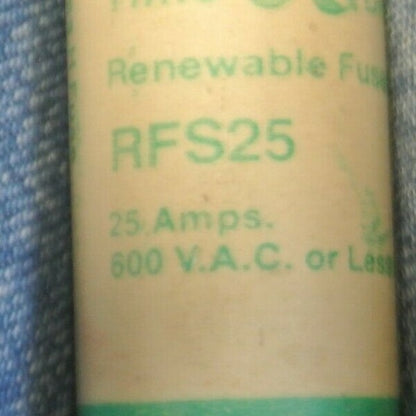 Renewable Fuse
RFS25
25 Amps.
600 V.A.C. or Less